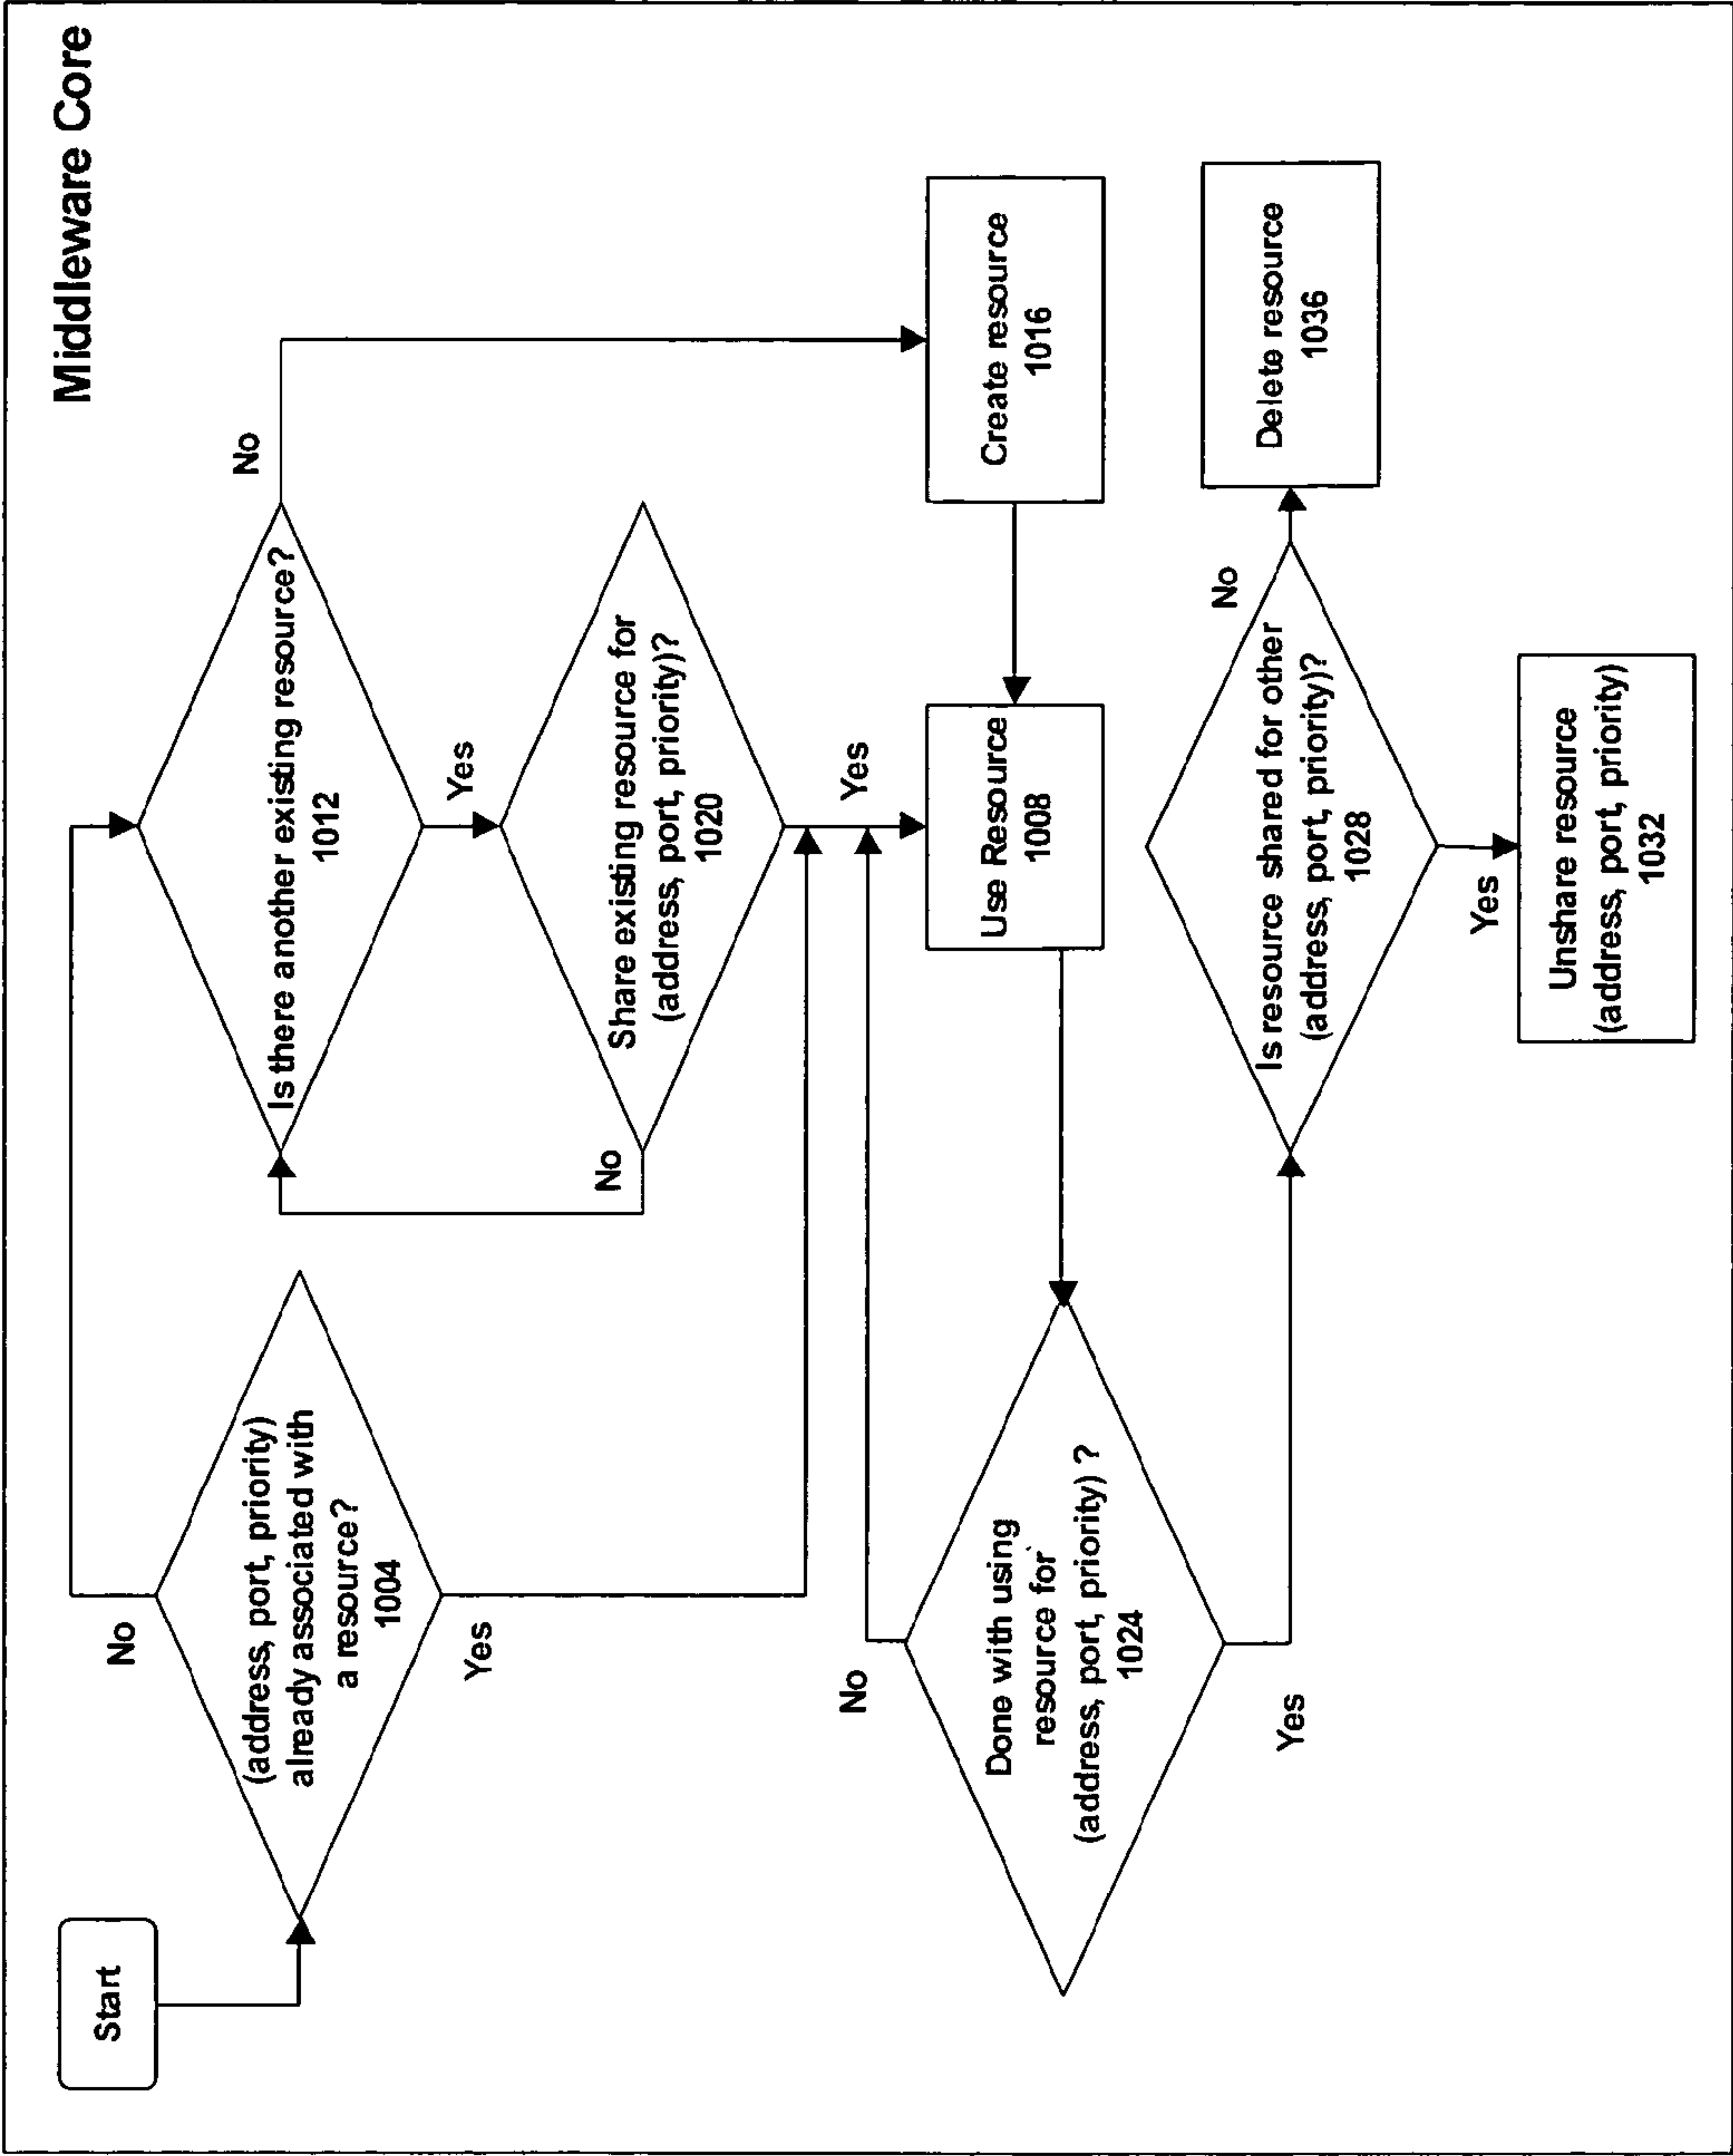 Middleware Core
Start
(address, port, priority)
already associated with
a resource?
1004
No
Yes
Is there another existing resource?
1012
No
Yes
Share existing resource for
(address, port, priority)?
1020
No
Yes
Create resource
1016
Use Resource
1008
Done with using
resource for
(address, port, priority) ?
1024
No
Yes
Is resource shared for other
(address, port, priority)?
1028
No
Yes
Delete resource
1036
Unshare resource
(address, port, priority)
1032